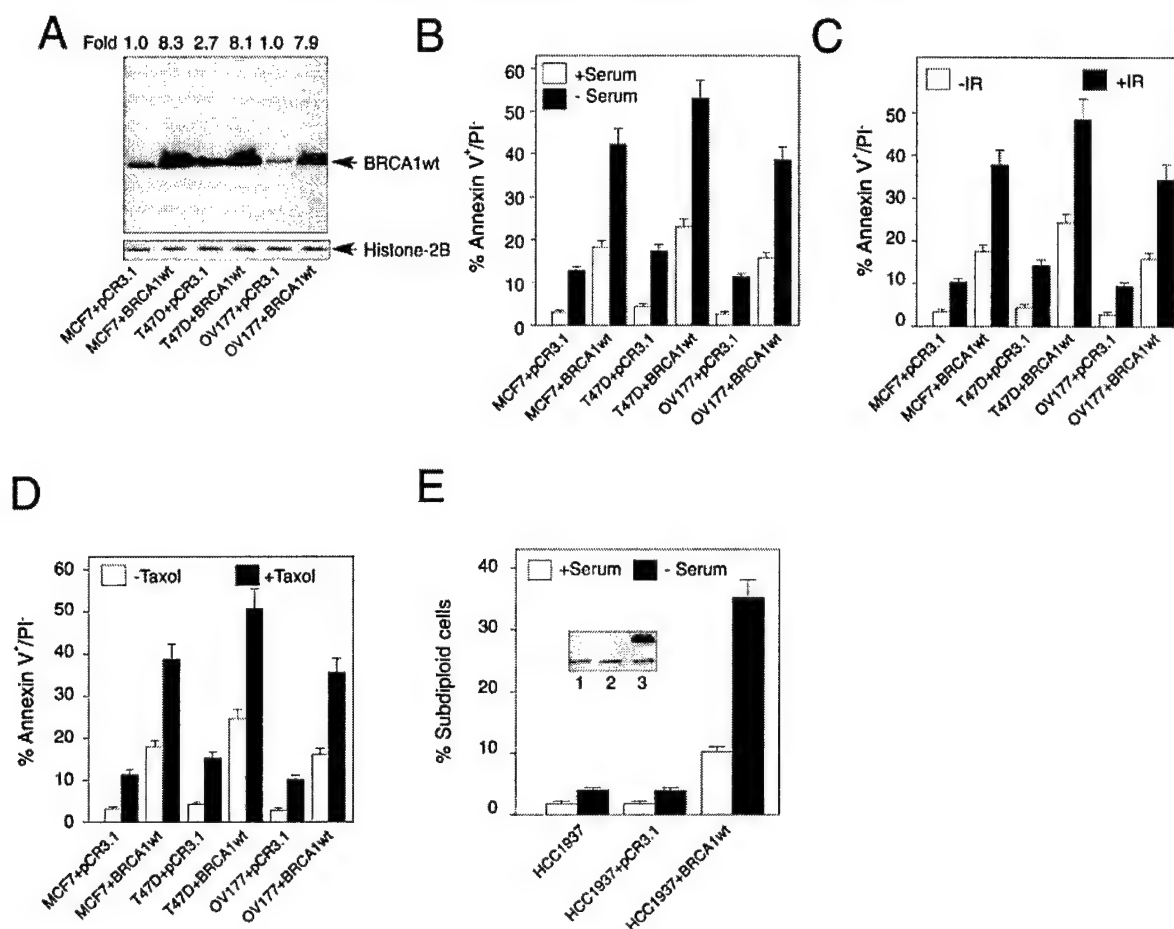 A
Fold 1.0 8.3 2.7 8.1 1.0 7.9
BRCA1wt
Histone-2B
MCF7+pCR3.1
MCF7+BRCA1wt
T47D+pCR3.1
T47D+BRCA1wt
OV177+pCR3.1
OV177+BRCA1wt
B
% Annexin V+/PI-
60
50
40
30
20
10
0
+Serum
- Serum
MCF7+pCR3.1
MCF7+BRCA1wt
T47D+pCR3.1
T47D+BRCA1wt
OV177+pCR3.1
OV177+BRCA1wt
C
% Annexin V+/PI-
50
40
30
20
10
0
-IR
+IR
MCF7+pCR3.1
MCF7+BRCA1wt
T47D+pCR3.1
T47D+BRCA1wt
OV177+pCR3.1
OV177+BRCA1wt
D
% Annexin V+/PI-
60
50
40
30
20
10
0
-Taxol
+Taxol
MCF7+pCR3.1
MCF7+BRCA1wt
T47D+pCR3.1
T47D+BRCA1wt
OV177+pCR3.1
OV177+BRCA1wt
E
% Subdiploid cells
40
30
20
10
0
+Serum
- Serum
1 2 3
HCC1937
HCC1937+pCR3.1
HCC1937+BRCA1wt